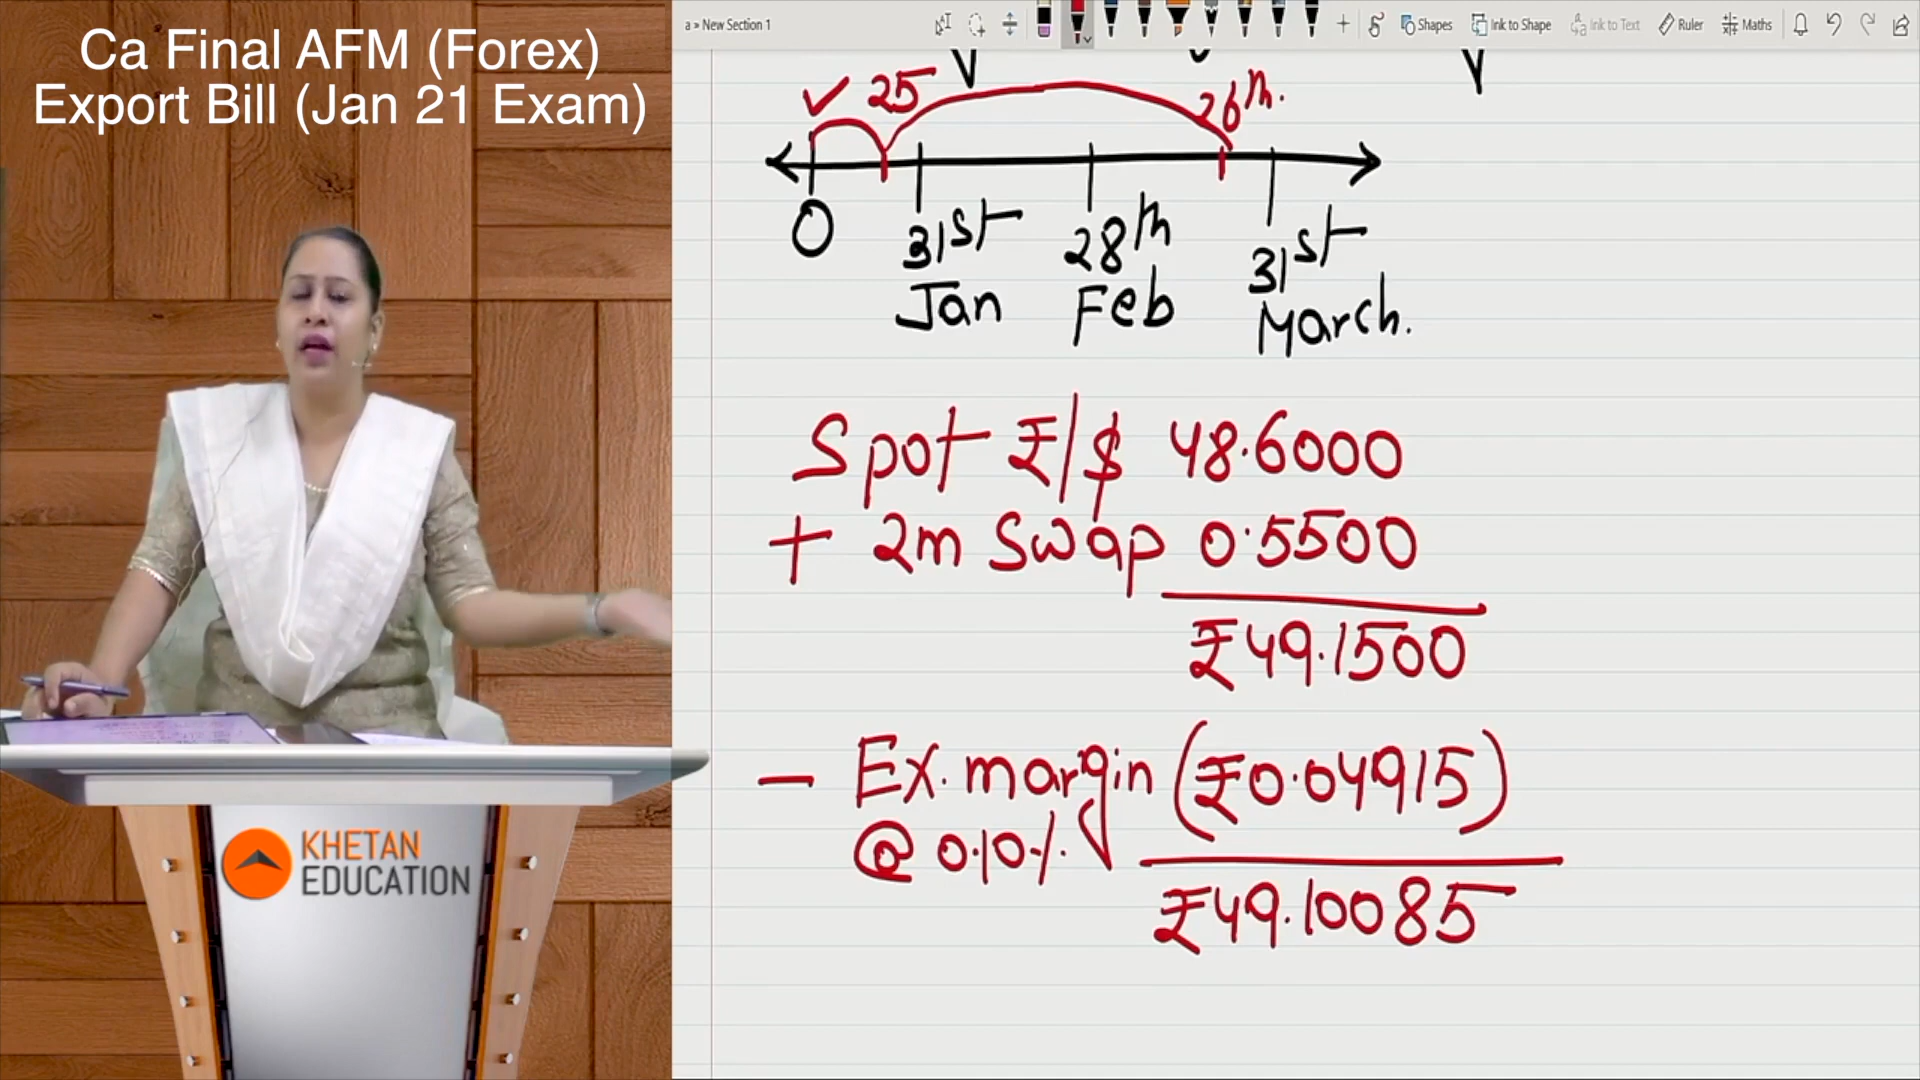 Ca Final AFM (Forex)
Export Bill (Jan 21 Exam)
a » New Section 1
Shapes
Ink to Shape
Ink to Text
Ruler
Maths
✓ 25 26th.
0 31st Jan 28th Feb 31st March.
Spot ₹/$ 48.6000
+ 2m Swap 0.5500
₹49.1500
- Ex. margin (₹0.04915)
@ 0.10%
₹49.10085
KHETAN
EDUCATION